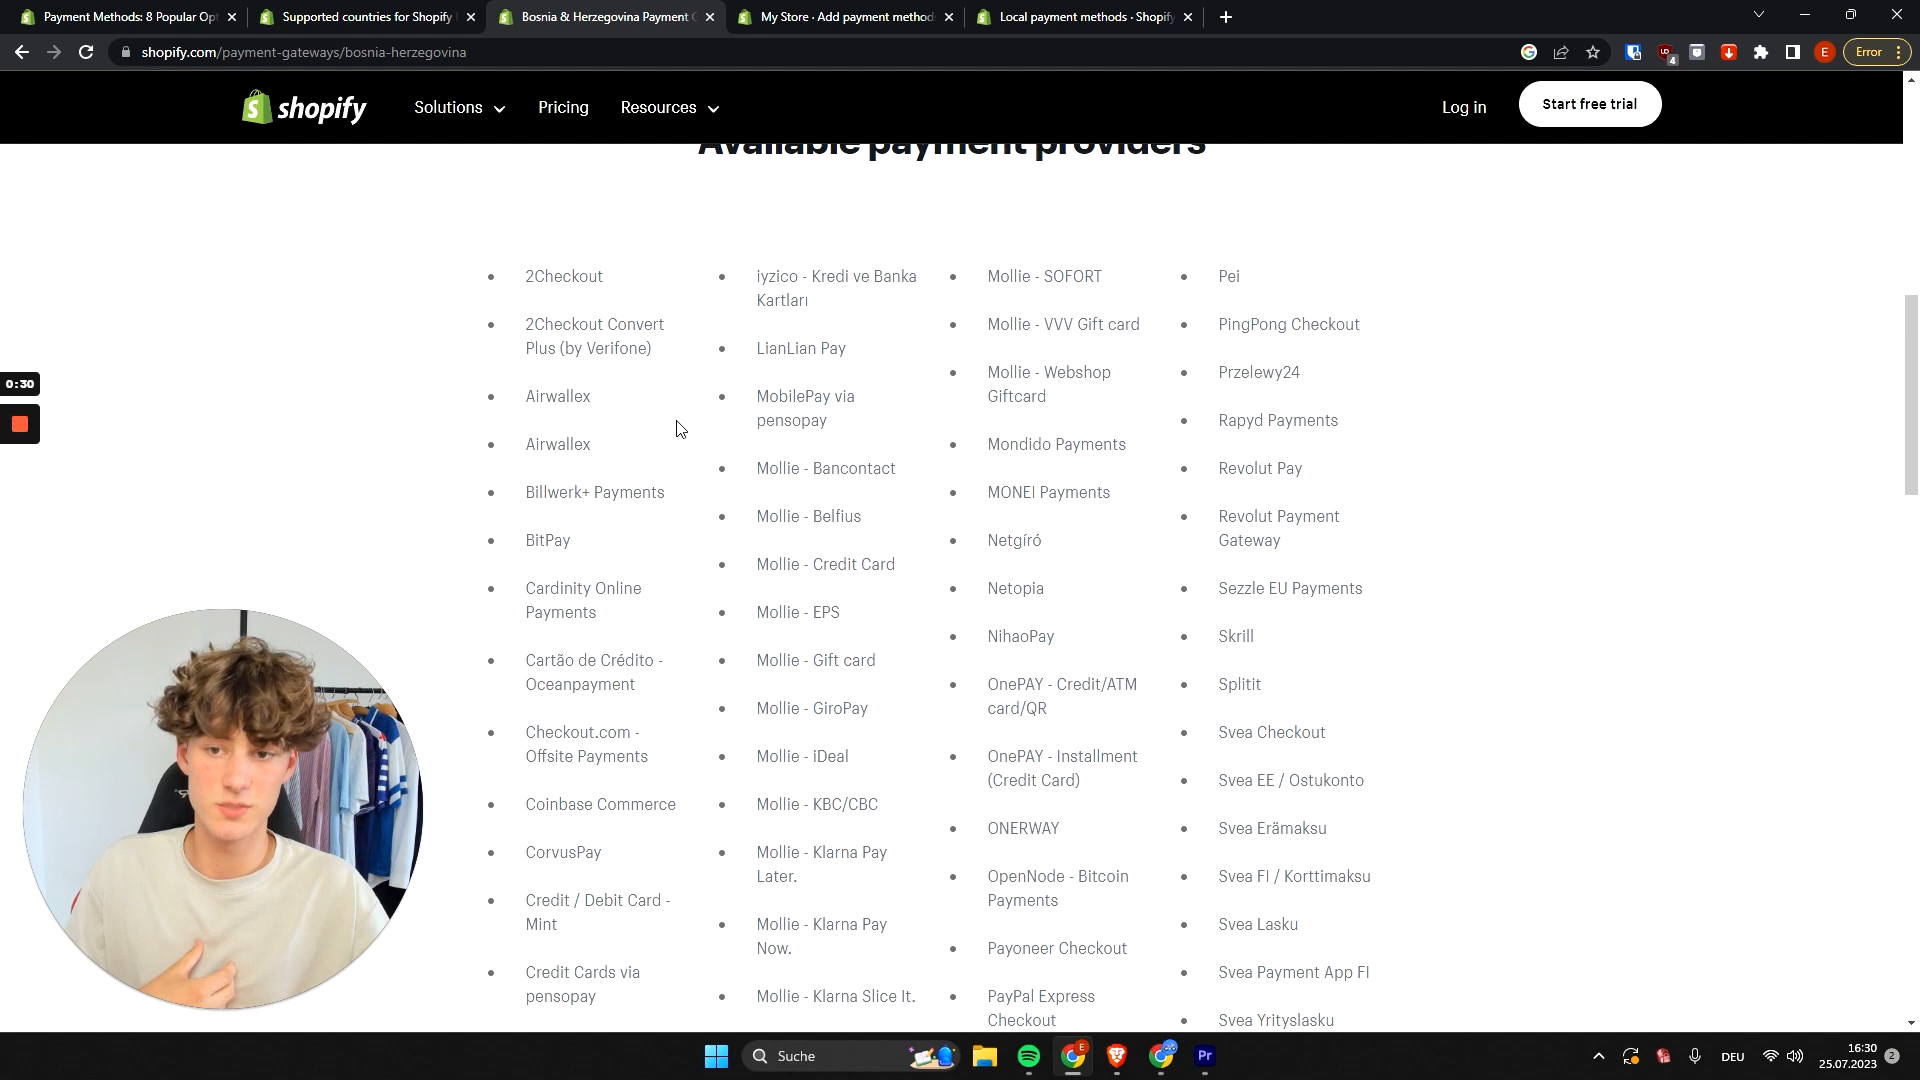 Payment Methods: 8 Popular Opt
Supported countries for Shopify
Bosnia & Herzegovina Payment G
My Store · Add payment method
Local payment methods · Shopify
shopify.com/payment-gateways/bosnia-herzegovina
4
E
Error
shopify
Solutions
Pricing
Resources
Log in
Start free trial
Available payment providers
2Checkout
2Checkout Convert
Plus (by Verifone)
Airwallex
Airwallex
Billwerk+ Payments
BitPay
Cardinity Online
Payments
Cartão de Crédito -
Oceanpayment
Checkout.com -
Offsite Payments
Coinbase Commerce
CorvusPay
Credit / Debit Card -
Mint
Credit Cards via
pensopay
iyzico - Kredi ve Banka
Kartları
LianLian Pay
MobilePay via
pensopay
Mollie - Bancontact
Mollie - Belfius
Mollie - Credit Card
Mollie - EPS
Mollie - Gift card
Mollie - GiroPay
Mollie - iDeal
Mollie - KBC/CBC
Mollie - Klarna Pay
Later.
Mollie - Klarna Pay
Now.
Mollie - Klarna Slice It.
Mollie - SOFORT
Mollie - VVV Gift card
Mollie - Webshop
Giftcard
Mondido Payments
MONEI Payments
Netgíró
Netopia
NihaoPay
OnePAY - Credit/ATM
card/QR
OnePAY - Installment
(Credit Card)
ONERWAY
OpenNode - Bitcoin
Payments
Payoneer Checkout
PayPal Express
Checkout
Pei
PingPong Checkout
Przelewy24
Rapyd Payments
Revolut Pay
Revolut Payment
Gateway
Sezzle EU Payments
Skrill
Splitit
Svea Checkout
Svea EE / Ostukonto
Svea Erämaksu
Svea FI / Korttimaksu
Svea Lasku
Svea Payment App FI
Svea Yrityslasku
0:30
Suche
E
Pr
DEU
16:30
25.07.2023
2